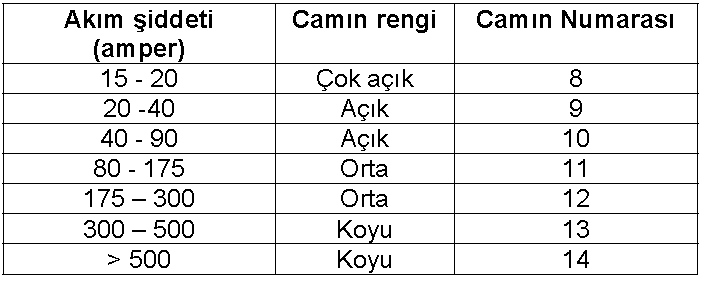 Akım şiddeti (amper) Camın rengi Camın Numarası
15 - 20 Çok açık 8
20 -40 Açık 9
40 - 90 Açık 10
80 - 175 Orta 11
175 – 300 Orta 12
300 – 500 Koyu 13
> 500 Koyu 14